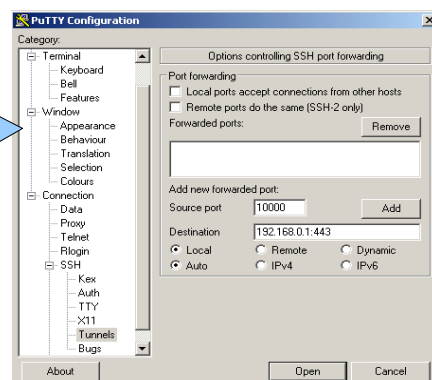 PuTTY Configuration
Category:
Terminal
Keyboard
Bell
Features
Window
Appearance
Behaviour
Translation
Selection
Colours
Connection
Data
Proxy
Telnet
Rlogin
SSH
Kex
Auth
TTY
X11
Tunnels
Bugs
Options controlling SSH port forwarding
Port forwarding
Local ports accept connections from other hosts
Remote ports do the same (SSH-2 only)
Forwarded ports:
Remove
Add new forwarded port:
Source port 10000 Add
Destination 192.168.0.1:443
Local Remote Dynamic
Auto IPv4 IPv6
About Open Cancel